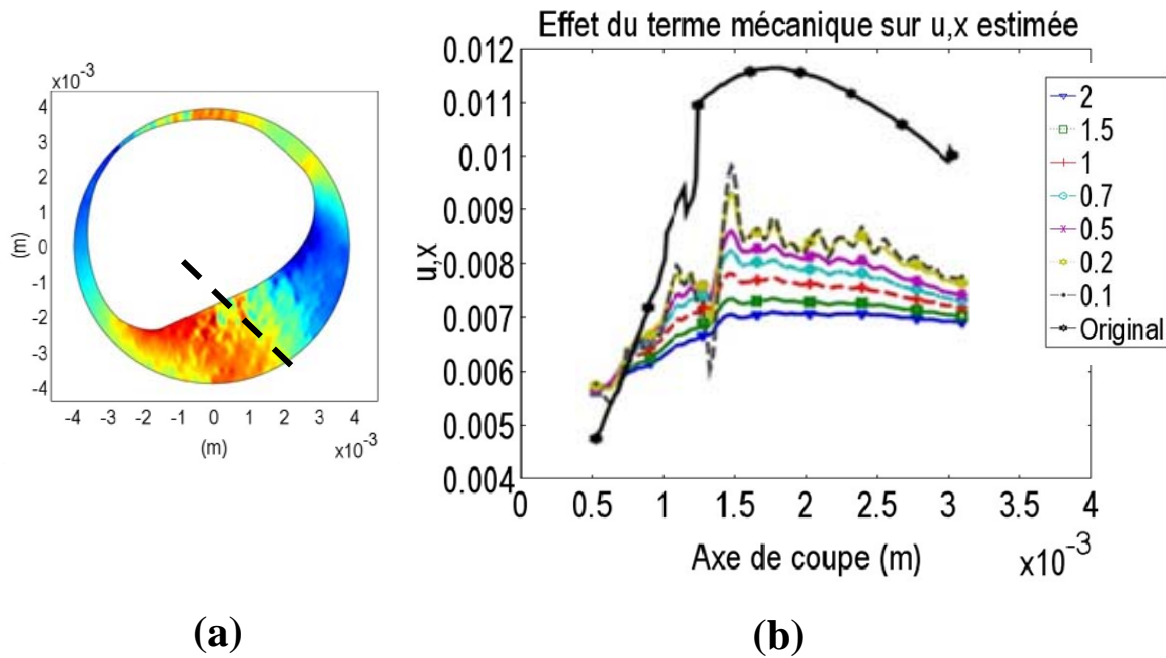 x10-3
4
3
2
1
0
-1
-2
-3
-4
(m)
-4 -3 -2 -1 0 1 2 3 4
(m)
x10-3
(a)
Effet du terme mécanique sur u,x estimée
0.012
0.011
0.01
0.009
0.008
0.007
0.006
0.005
0.004
u,x
0 0.5 1 1.5 2 2.5 3 3.5 4
Axe de coupe (m)
x10-3
2
1.5
1
0.7
0.5
0.2
0.1
Original
(b)